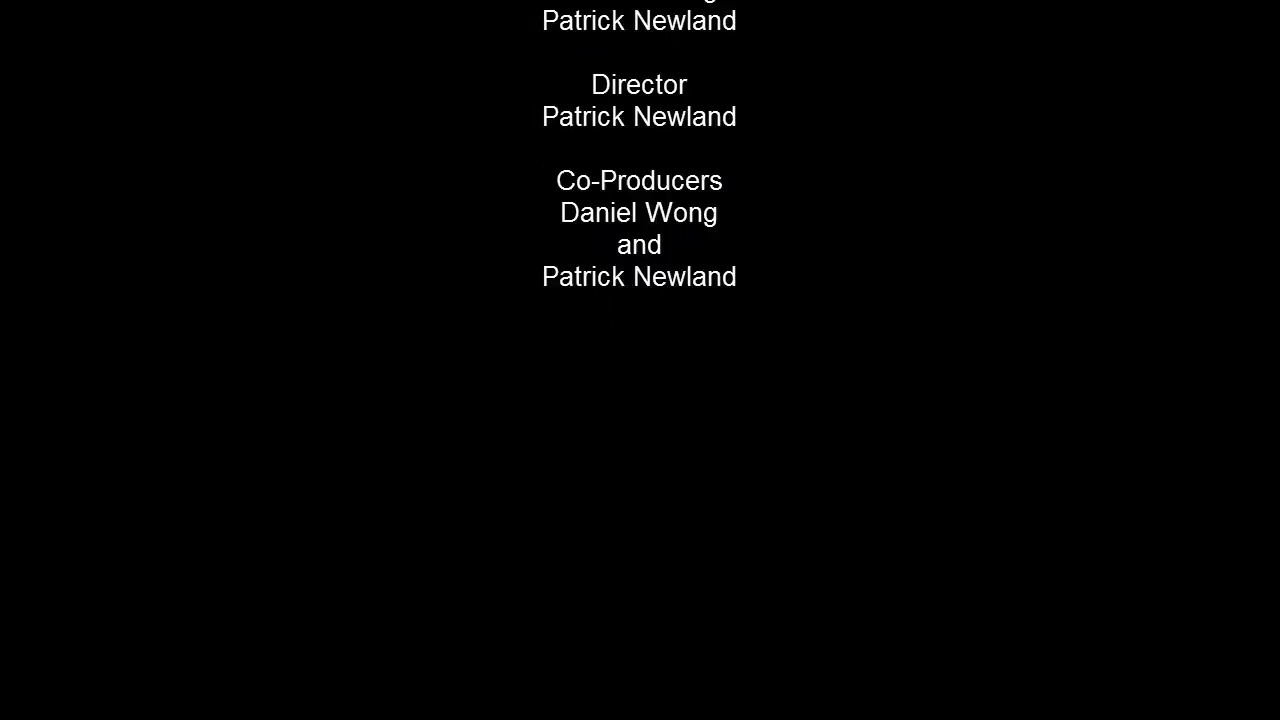 Patrick Newland
Director
Patrick Newland
Co-Producers
Daniel Wong
and
Patrick Newland